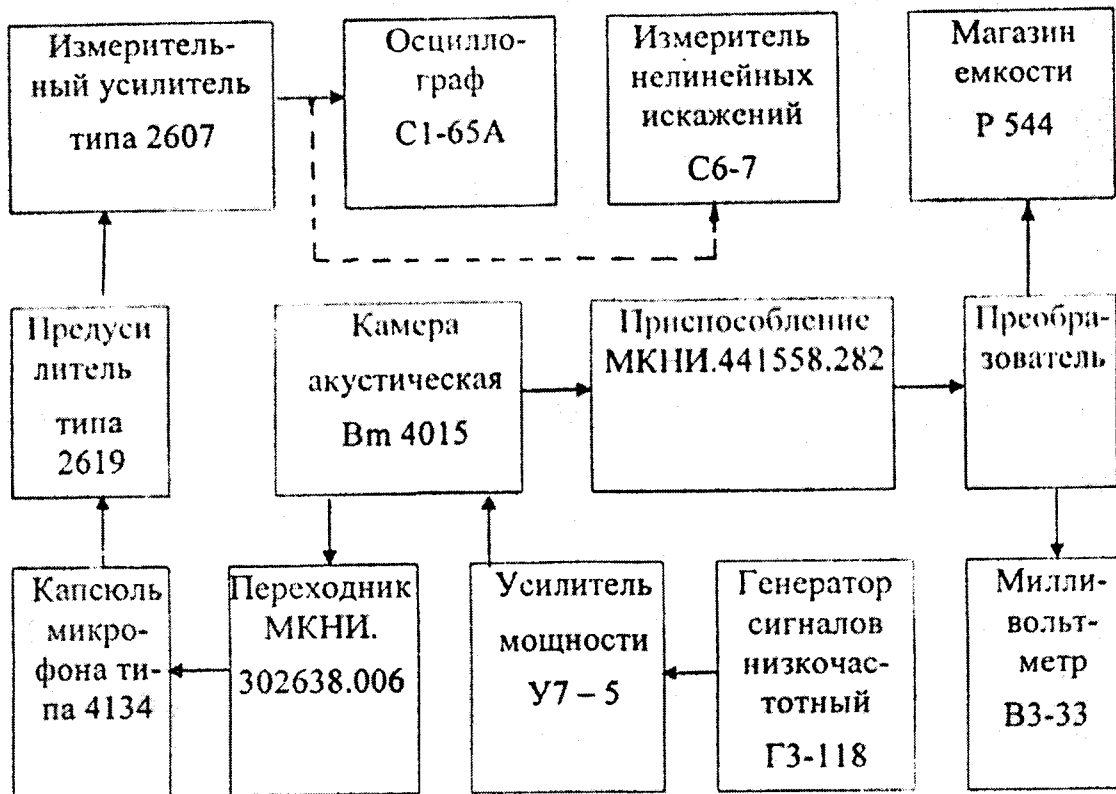 Измеритель-
ный усилитель
типа 2607
Осцилло-
граф
С1-65А
Измеритель
нелинейных
искажений
С6-7
Магазин
емкости
Р 544
Предуси
литель
типа
2619
Камера
акустическая
Вm 4015
Приспособление
МКНИ.441558.282
Преобра-
зователь
Капсюль
микро-
фона ти-
па 4134
Переходник
МКНИ.
302638.006
Усилитель
мощности
У7 – 5
Генератор
сигналов
низкочас-
тотный
Г3-118
Милли-
вольт-
метр
В3-33